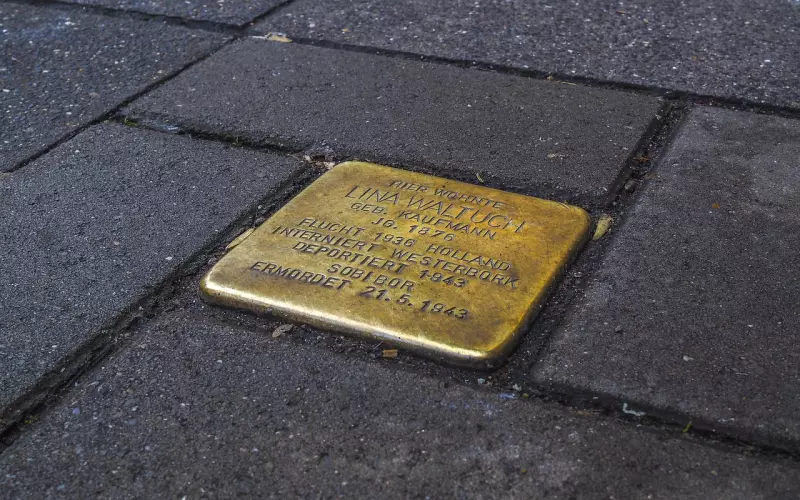 HIER WOHNTE
LINA WALTUCH
GEB. KAUFMANN
JG. 1876
FLUCHT 1936 HOLLAND
INTERNIERT WESTERBORK
DEPORTIERT 1943
SOBIBOR
ERMORDET 21.5.1943